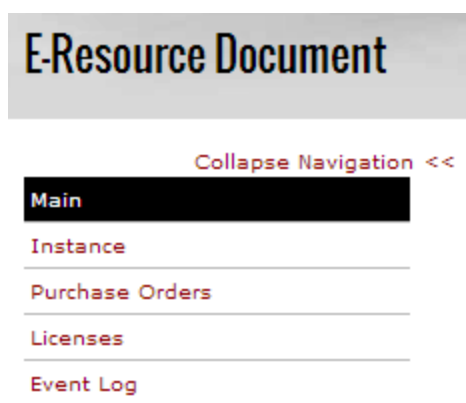 E-Resource Document
Collapse Navigation <<
Main
Instance
Purchase Orders
Licenses
Event Log